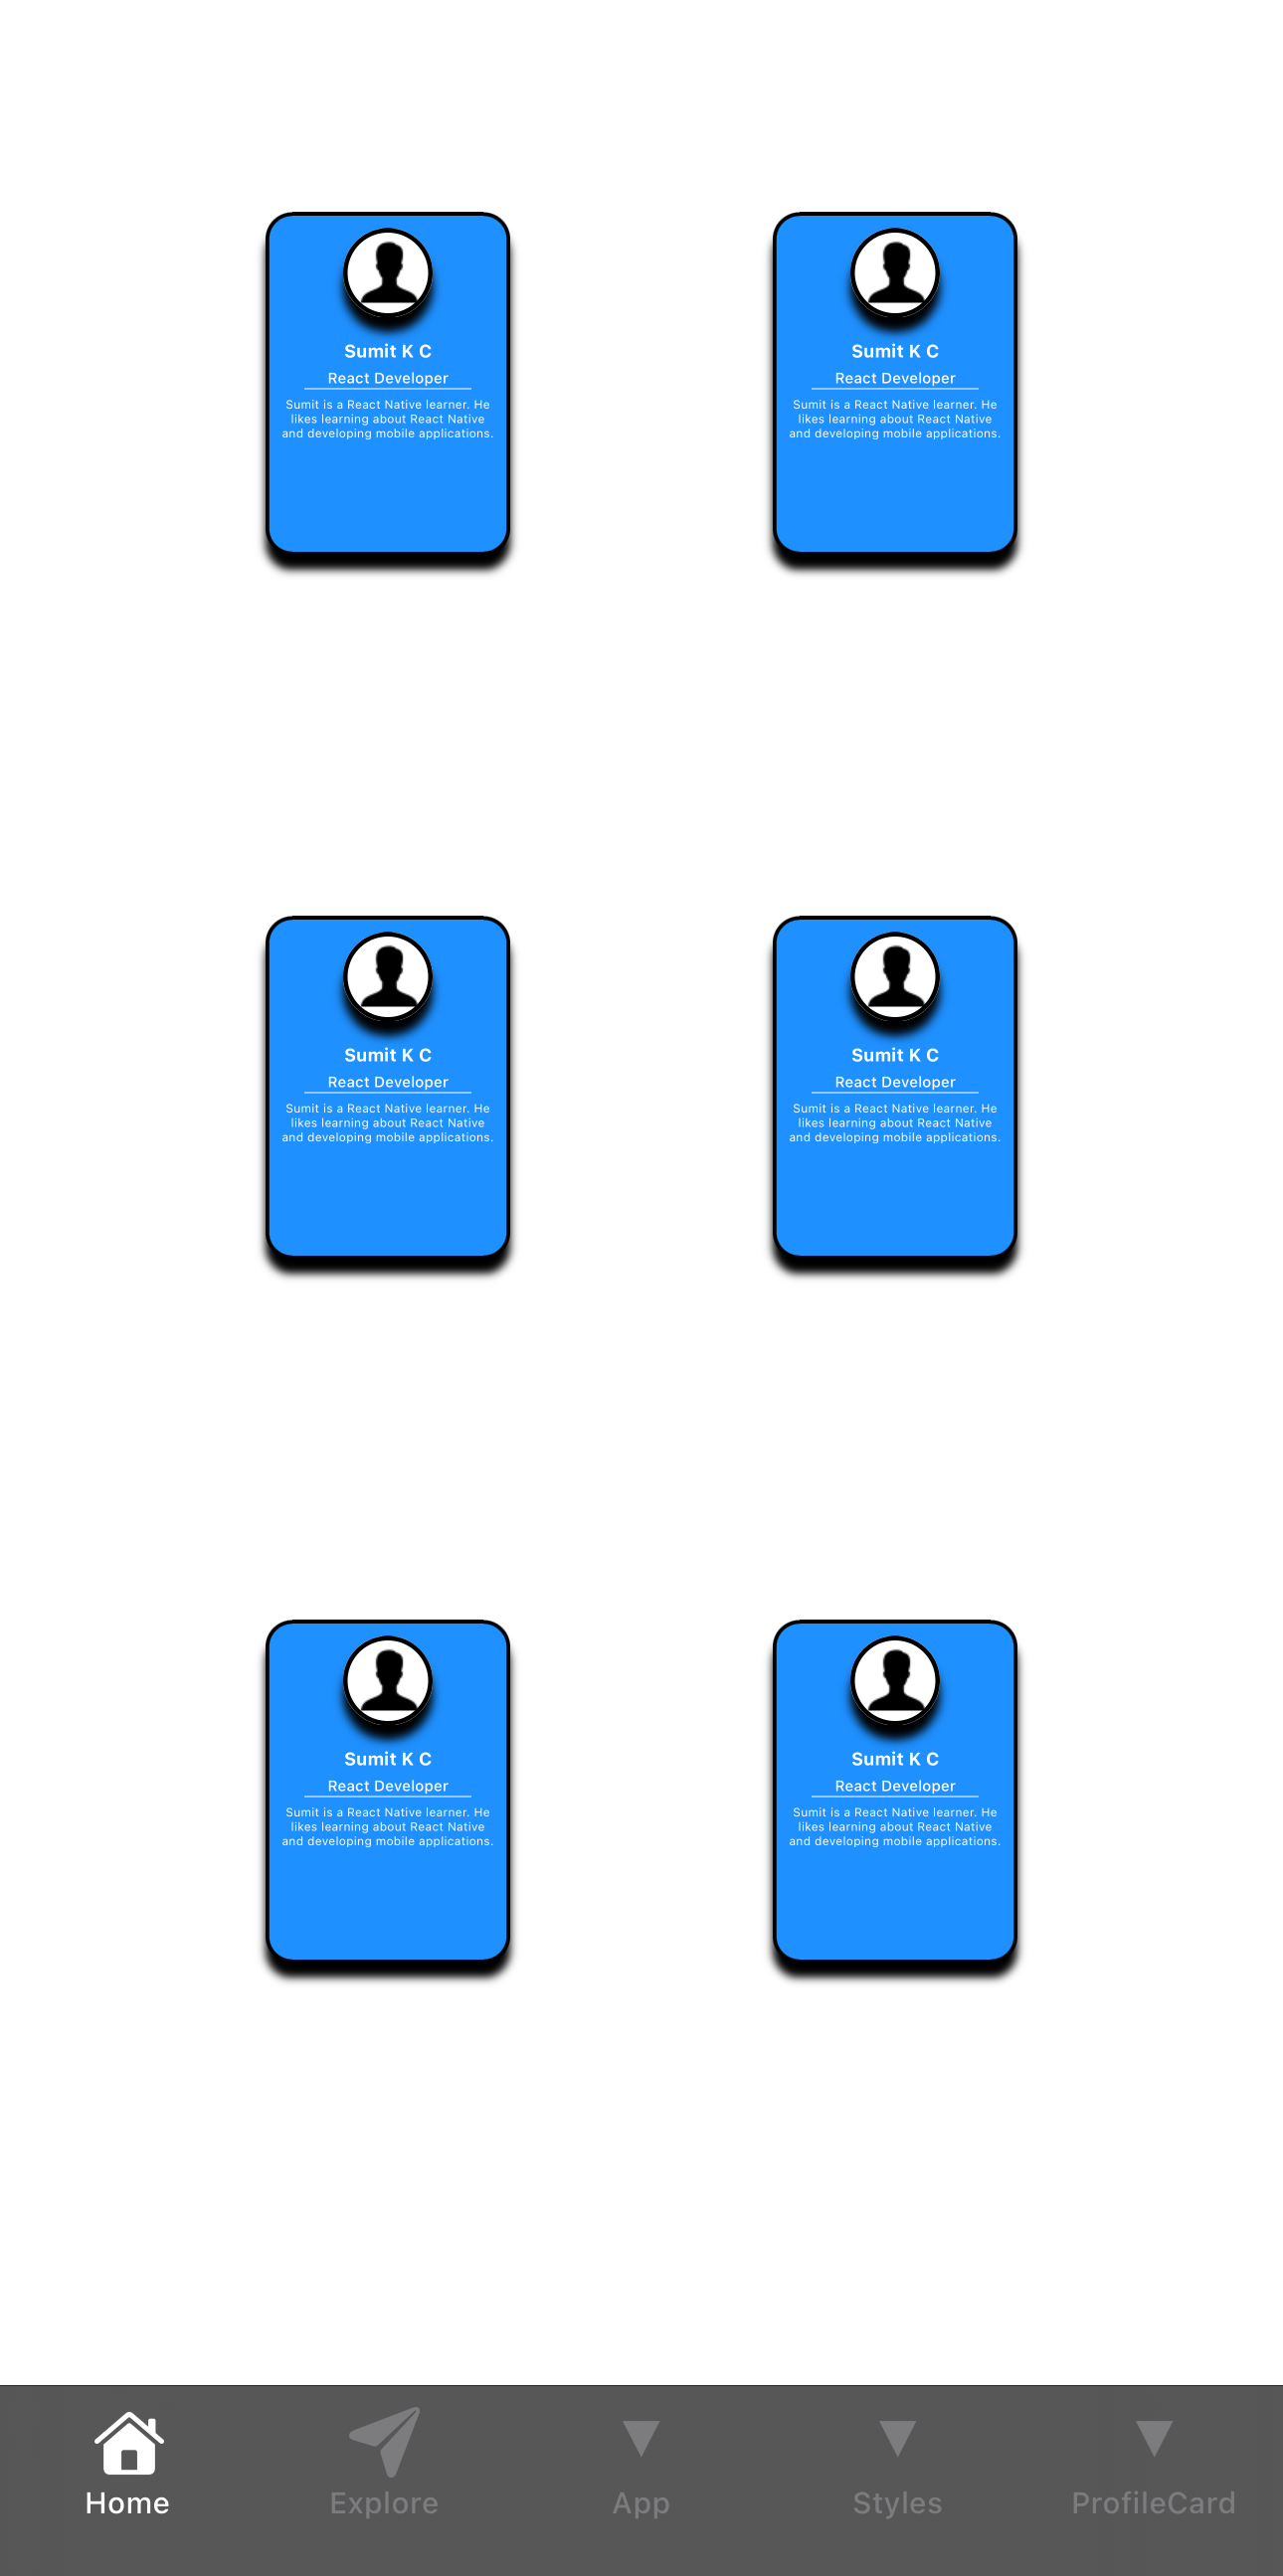 Sumit K C
React Developer
Sumit is a React Native learner. He
likes learning about React Native
and developing mobile applications.
Sumit K C
React Developer
Sumit is a React Native learner. He
likes learning about React Native
and developing mobile applications.
Sumit K C
React Developer
Sumit is a React Native learner. He
likes learning about React Native
and developing mobile applications.
Sumit K C
React Developer
Sumit is a React Native learner. He
likes learning about React Native
and developing mobile applications.
Sumit K C
React Developer
Sumit is a React Native learner. He
likes learning about React Native
and developing mobile applications.
Sumit K C
React Developer
Sumit is a React Native learner. He
likes learning about React Native
and developing mobile applications.
Home
Explore
App
Styles
ProfileCard